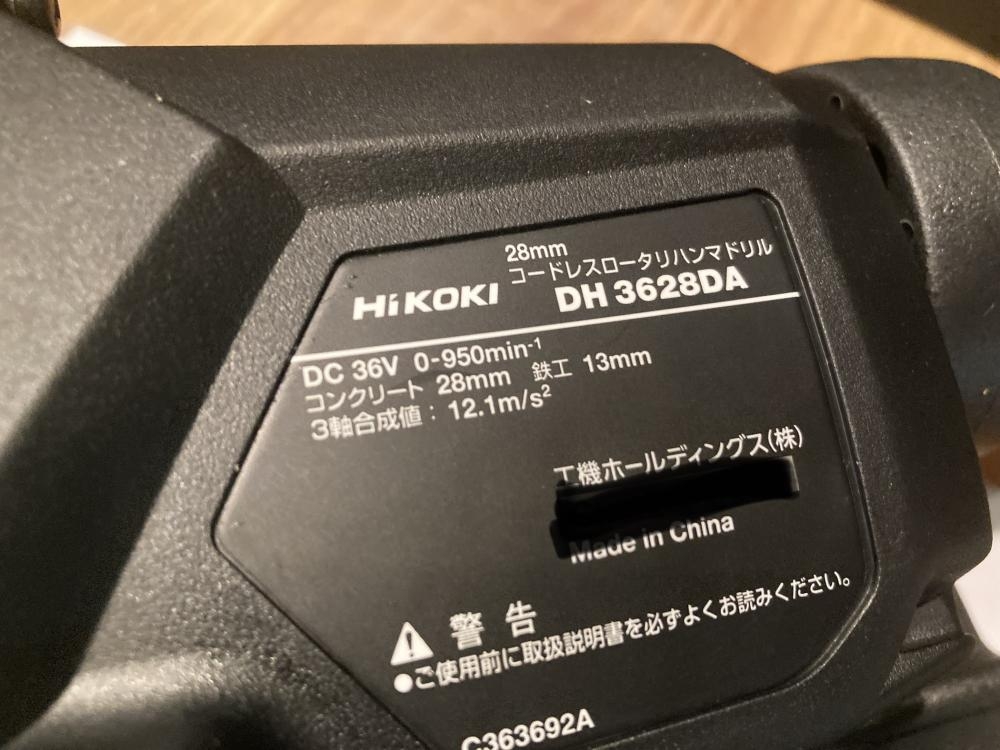 28mm
コードレスロータリハンマドリル
HiKOKI DH 3628DA
DC 36V 0-950min-1
コンクリート 28mm 鉄工 13mm
3軸合成値：12.1m/s2
工機ホールディングス(株)
Made in China
警告
●ご使用前に取扱説明書を必ずよくお読みください。
C363692A